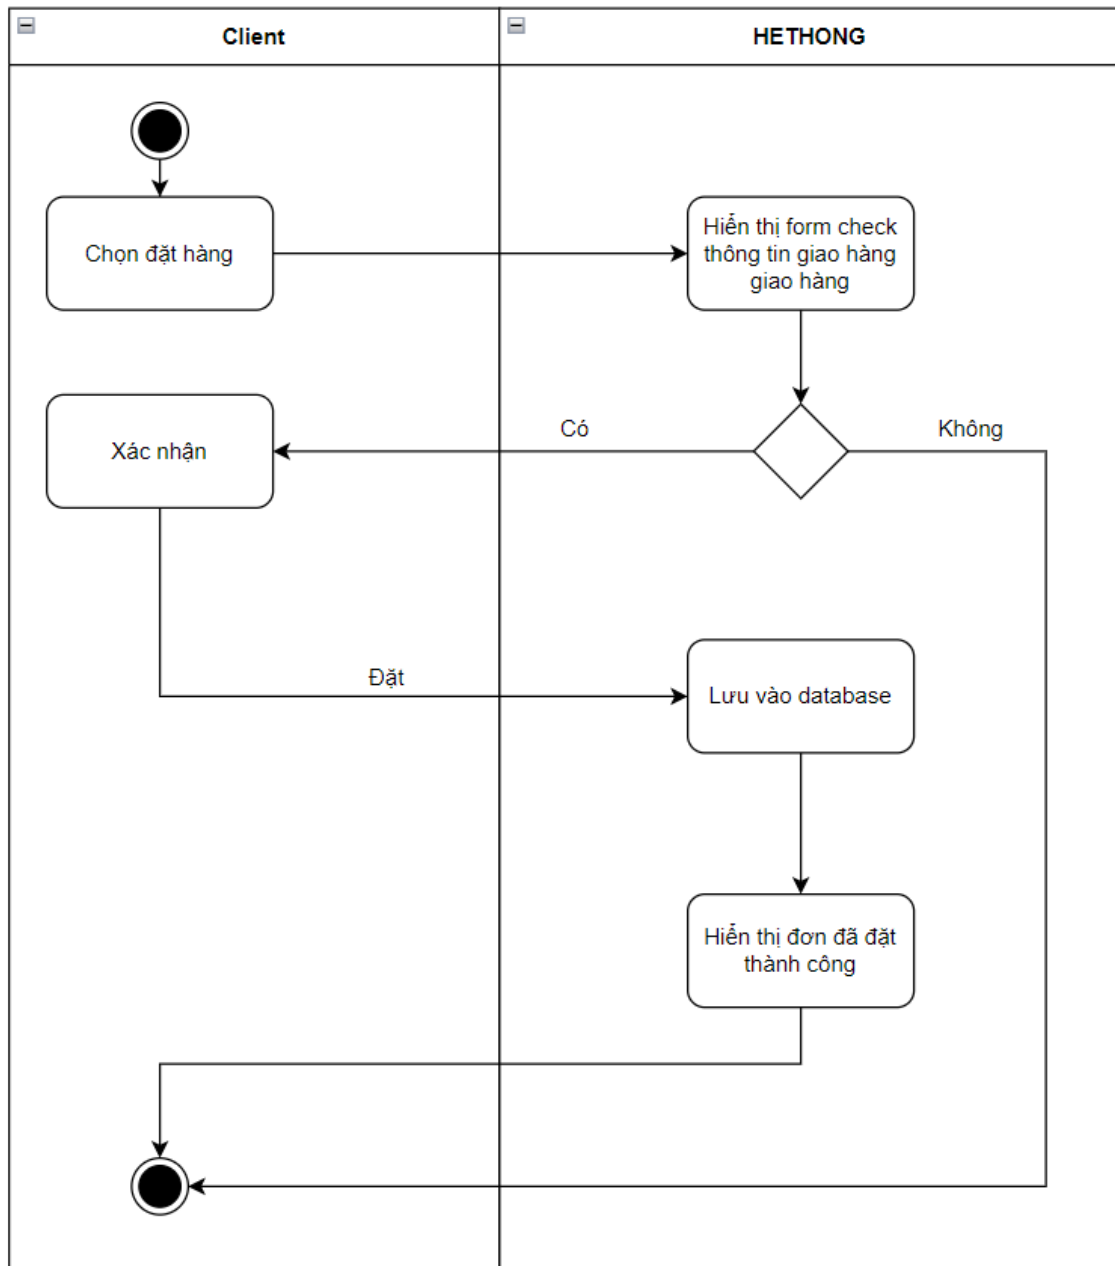 Client
HETHONG
Chọn đặt hàng
Hiển thị form check
thông tin giao hàng
giao hàng
Có
Không
Xác nhận
Đặt
Lưu vào database
Hiển thị đơn đã đặt
thành công